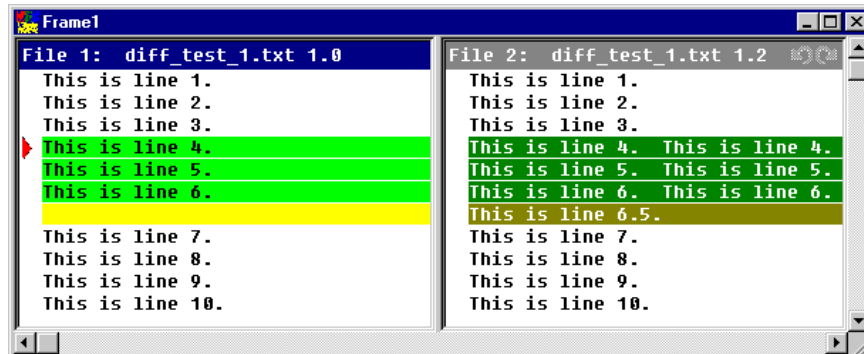 Frame1
File 1:  diff_test_1.txt 1.0
This is line 1.
This is line 2.
This is line 3.
This is line 4.
This is line 5.
This is line 6.
This is line 7.
This is line 8.
This is line 9.
This is line 10.
File 2:  diff_test_1.txt 1.2
This is line 1.
This is line 2.
This is line 3.
This is line 4.  This is line 4.
This is line 5.  This is line 5.
This is line 6.  This is line 6.
This is line 6.5.
This is line 7.
This is line 8.
This is line 9.
This is line 10.